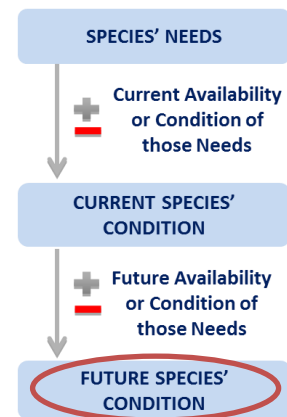 SPECIES’ NEEDS
Current Availability
or Condition of
those Needs
CURRENT SPECIES’
CONDITION
Future Availability
or Condition of
those Needs
FUTURE SPECIES’
CONDITION